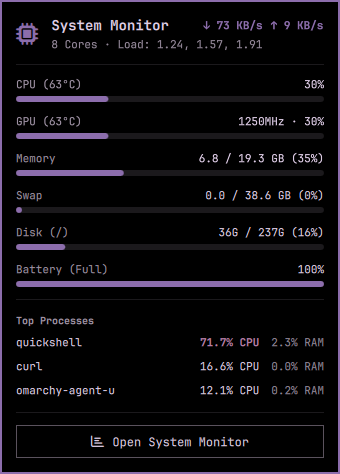 System Monitor ↓ 73 KB/s ↑ 9 KB/s
8 Cores · Load: 1.24, 1.57, 1.91
CPU (63°C) 30%
GPU (63°C) 1250MHz · 30%
Memory 6.8 / 19.3 GB (35%)
Swap 0.0 / 38.6 GB (0%)
Disk (/) 36G / 237G (16%)
Battery (Full) 100%
Top Processes
quickshell 71.7% CPU 2.3% RAM
curl 16.6% CPU 0.0% RAM
omarchy-agent-u 12.1% CPU 0.2% RAM
Open System Monitor